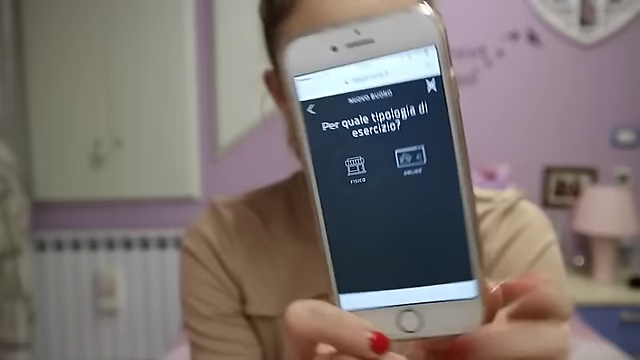 NUOVO BUONO
Per quale tipologia di
esercizio?
FISICO
ONLINE